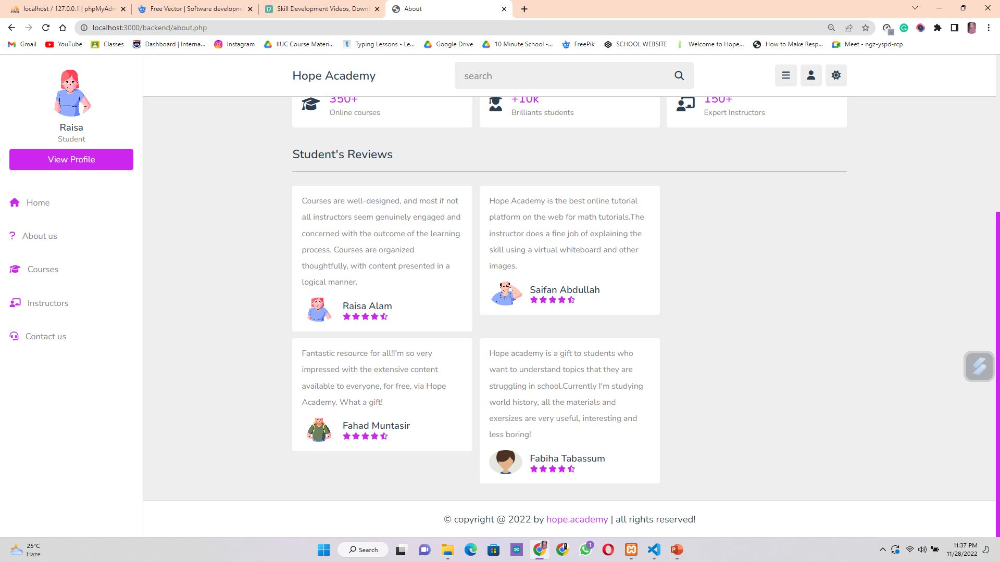 localhost / 127.0.0.1 | phpMyAdm
Free Vector | Software developme
Skill Development Videos, Downl
About
localhost:3000/backend/about.php
Gmail
YouTube
Classes
Dashboard | Interna...
Instagram
IIUC Course Materi...
Typing Lessons - Le...
Google Drive
10 Minute School -...
FreePik
SCHOOL WEBSITE
Welcome to Hope...
How to Make Resp...
Meet - ngz-yspd-rcp
Raisa
Student
View Profile
Home
About us
Courses
Instructors
Contact us
Hope Academy
search
350+
Online courses
+10k
Brilliants students
150+
Expert Instructors
Student's Reviews
Courses are well-designed, and most if not
all instructors seem genuinely engaged and
concerned with the outcome of the learning
process. Courses are organized
thoughtfully, with content presented in a
logical manner.
Raisa Alam
Hope Academy is the best online tutorial
platform on the web for math tutorials.The
instructor does a fine job of explaining the
skill using a virtual whiteboard and other
images.
Saifan Abdullah
Fantastic resource for all!I'm so very
impressed with the extensive content
available to everyone, for free, via Hope
Academy. What a gift!
Fahad Muntasir
Hope academy is a gift to students who
want to understand topics that they are
struggling in school.Currently I'm studying
world history, all the materials and
exersizes are very useful, interesting and
less boring!
Fabiha Tabassum
© copyright @ 2022 by hope.academy | all rights reserved!
25°C
Haze
Search
1
11:37 PM
11/28/2022